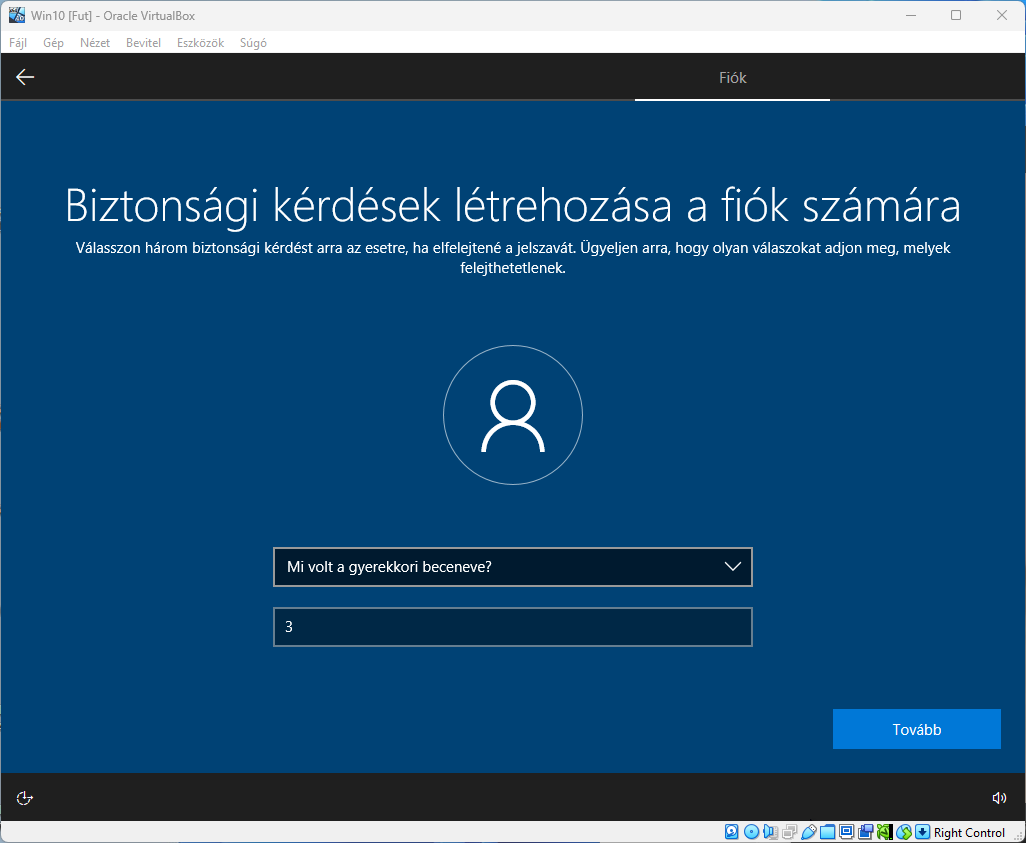 Win10 [Fut] - Oracle VirtualBox
Fájl Gép Nézet Bevitel Eszközök Súgó
Fiók
Biztonsági kérdések létrehozása a fiók számára
Válasszon három biztonsági kérdést arra az esetre, ha elfelejtené a jelszavát. Ügyeljen arra, hogy olyan válaszokat adjon meg, melyek
felejthetetlenek.
Mi volt a gyerekkori beceneve?
3
Tovább
Right Control